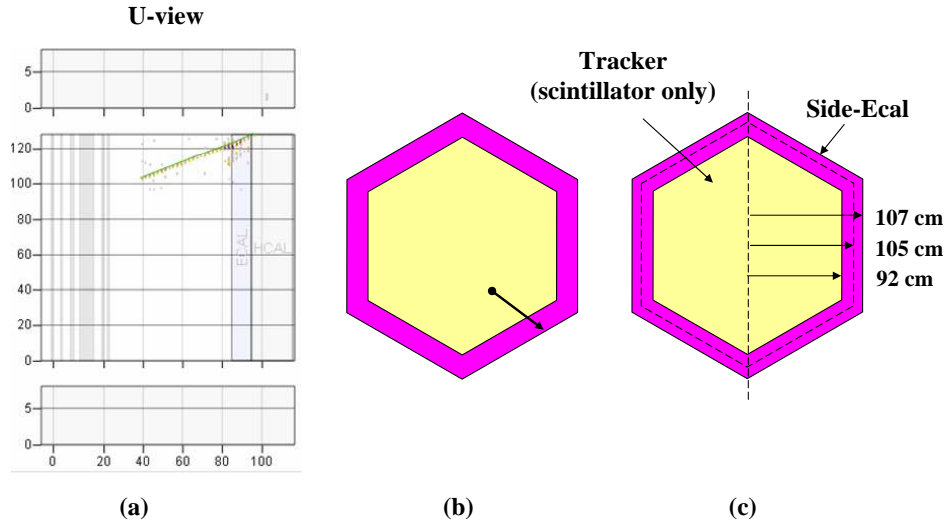 U-view
5
0
120
100
80
60
40
20
0
ECAL
HCAL
5
0
0 20 40 60 80 100
(a)
(b)
Tracker
(scintillator only)
Side-Ecal
107 cm
105 cm
92 cm
(c)